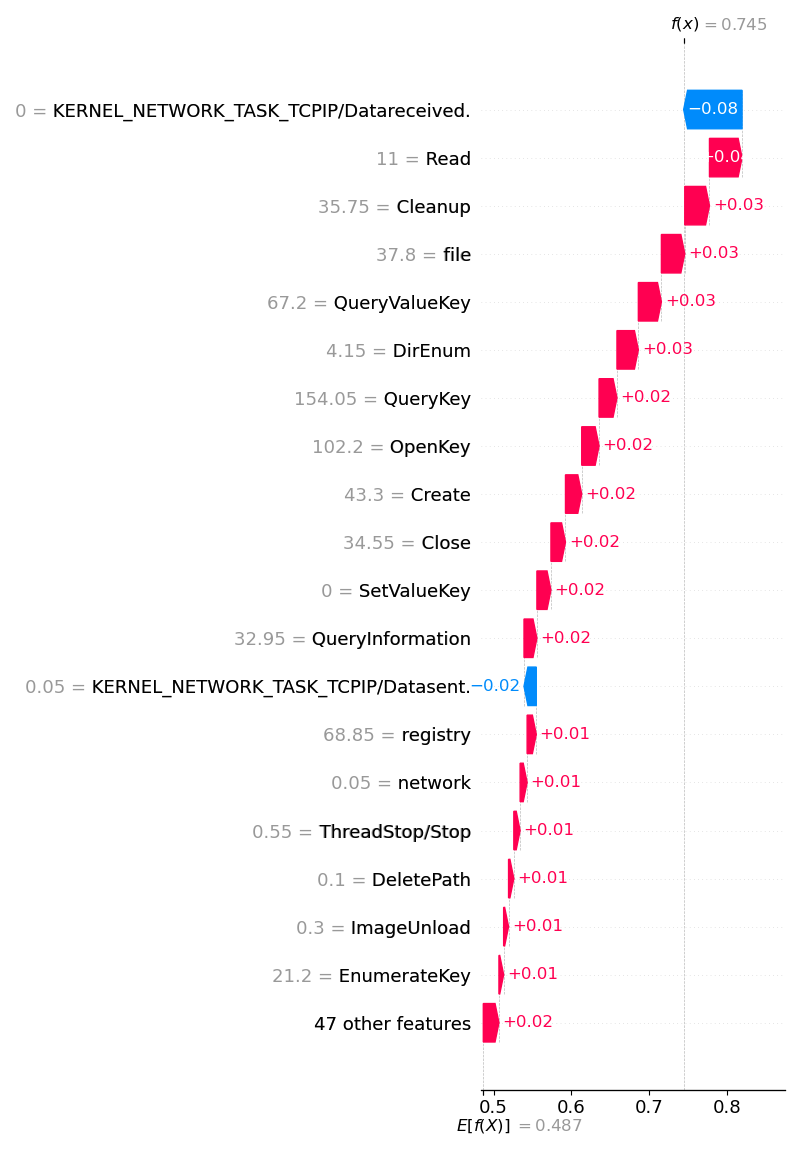 f(x) = 0.745
0 = KERNEL_NETWORK_TASK_TCPIP/Datareceived.
−0.08
11 = Read
35.75 = Cleanup
+0.03
37.8 = file
+0.03
67.2 = QueryValueKey
+0.03
4.15 = DirEnum
+0.03
154.05 = QueryKey
+0.02
102.2 = OpenKey
+0.02
43.3 = Create
+0.02
34.55 = Close
+0.02
0 = SetValueKey
+0.02
32.95 = QueryInformation
+0.02
0.05 = KERNEL_NETWORK_TASK_TCPIP/Datasent.
−0.02
68.85 = registry
+0.01
0.05 = network
+0.01
0.55 = ThreadStop/Stop
+0.01
0.1 = DeletePath
+0.01
0.3 = ImageUnload
+0.01
21.2 = EnumerateKey
+0.01
47 other features
+0.02
0.5 0.6 0.7 0.8
E[f(X)] = 0.487